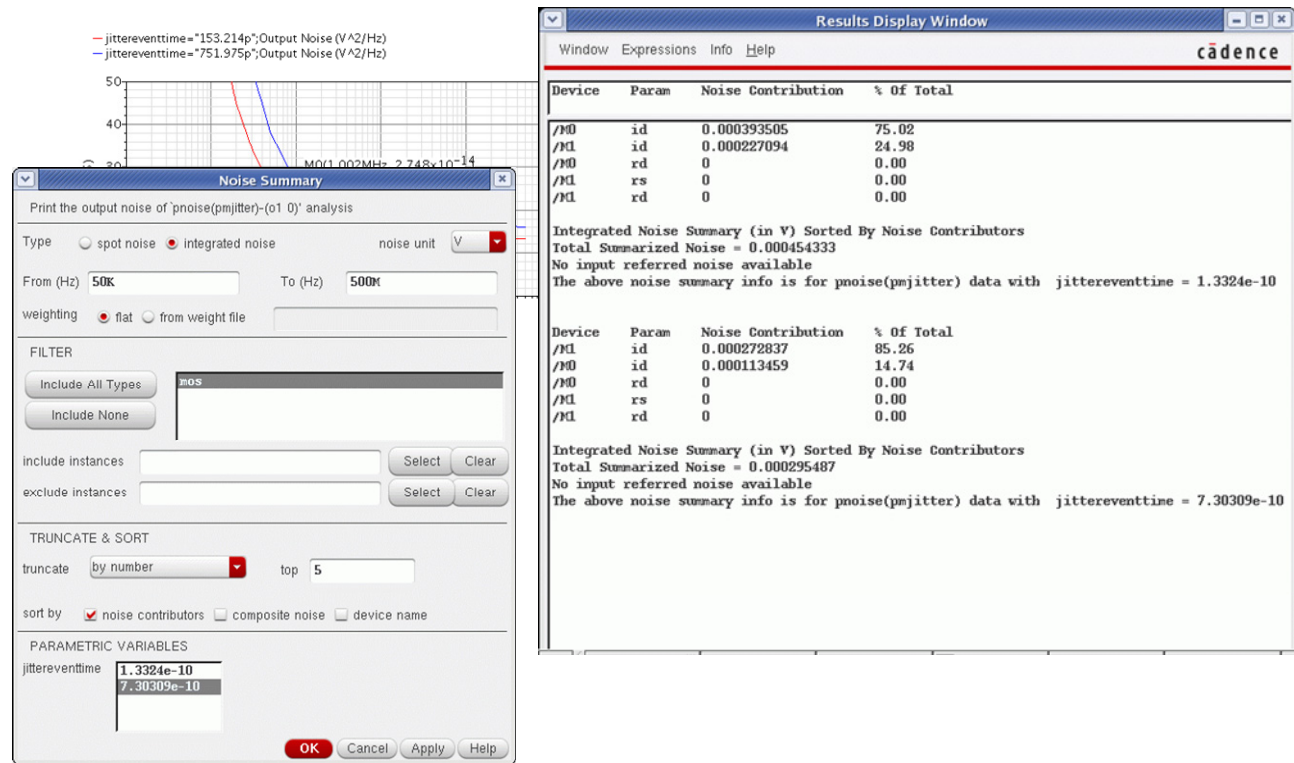 jittereventtime="153.214p";Output Noise (V^2/Hz)
jittereventtime="751.975p";Output Noise (V^2/Hz)
50
40
30
M0(1.002MHz, 2.748x10-14
Noise Summary
Print the output noise of `pnoise(pmjitter)-(o1 0)' analysis
Type spot noise integrated noise noise unit V
From (Hz) 50K To (Hz) 500M
weighting flat from weight file
FILTER
Include All Types
mos
Include None
include instances Select Clear
exclude instances Select Clear
TRUNCATE & SORT
truncate by number top 5
sort by noise contributors composite noise device name
PARAMETRIC VARIABLES
jittereventtime 1.3324e-10
7.30309e-10
OK Cancel Apply Help
Results Display Window
Window Expressions Info Help cādence
Device Param Noise Contribution % Of Total
/M0 id 0.000393505 75.02
/M1 id 0.000227094 24.98
/M0 rd 0 0.00
/M1 rs 0 0.00
/M1 rd 0 0.00
Integrated Noise Summary (in V) Sorted By Noise Contributors
Total Summarized Noise = 0.000454333
No input referred noise available
The above noise summary info is for pnoise(pmjitter) data with jittereventtime = 1.3324e-10
Device Param Noise Contribution % Of Total
/M1 id 0.000272837 85.26
/M0 id 0.000113459 14.74
/M0 rd 0 0.00
/M1 rs 0 0.00
/M1 rd 0 0.00
Integrated Noise Summary (in V) Sorted By Noise Contributors
Total Summarized Noise = 0.000295487
No input referred noise available
The above noise summary info is for pnoise(pmjitter) data with jittereventtime = 7.30309e-10